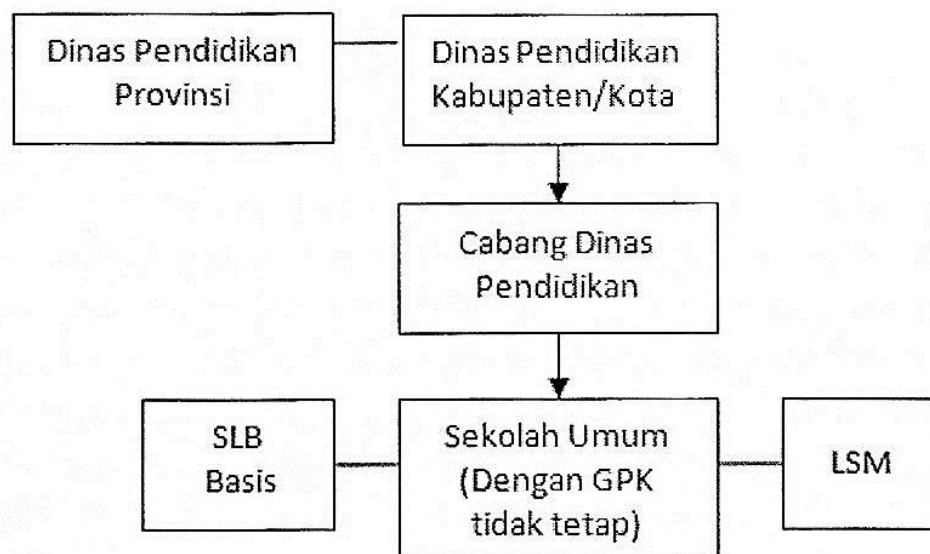 Dinas Pendidikan
Provinsi
Dinas Pendidikan
Kabupaten/Kota
Cabang Dinas
Pendidikan
SLB
Basis
Sekolah Umum
(Dengan GPK
tidak tetap)
LSM